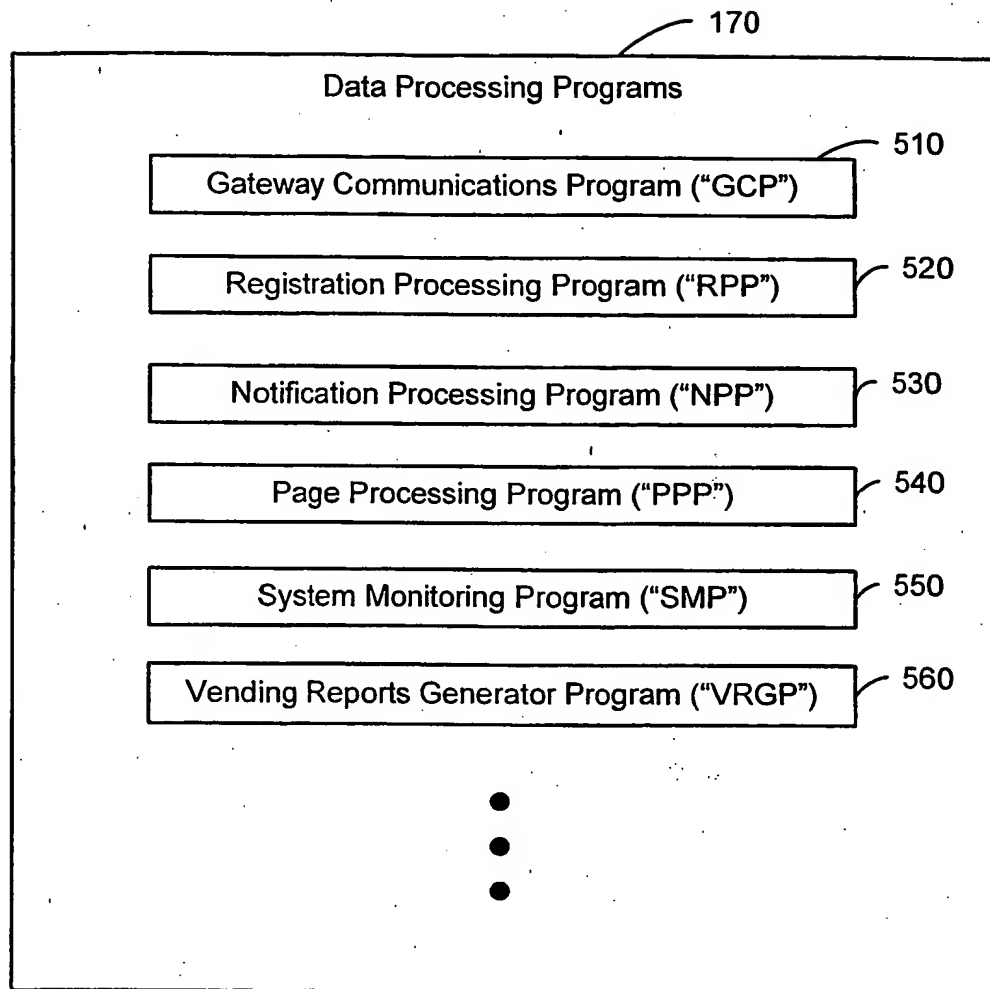 170
Data Processing Programs
510
Gateway Communications Program (“GCP”)
Registration Processing Program (“RPP”)
520
Notification Processing Program (“NPP”)
530
Page Processing Program (“PPP”)
540
System Monitoring Program (“SMP”)
550
Vending Reports Generator Program (“VRGP”)
560